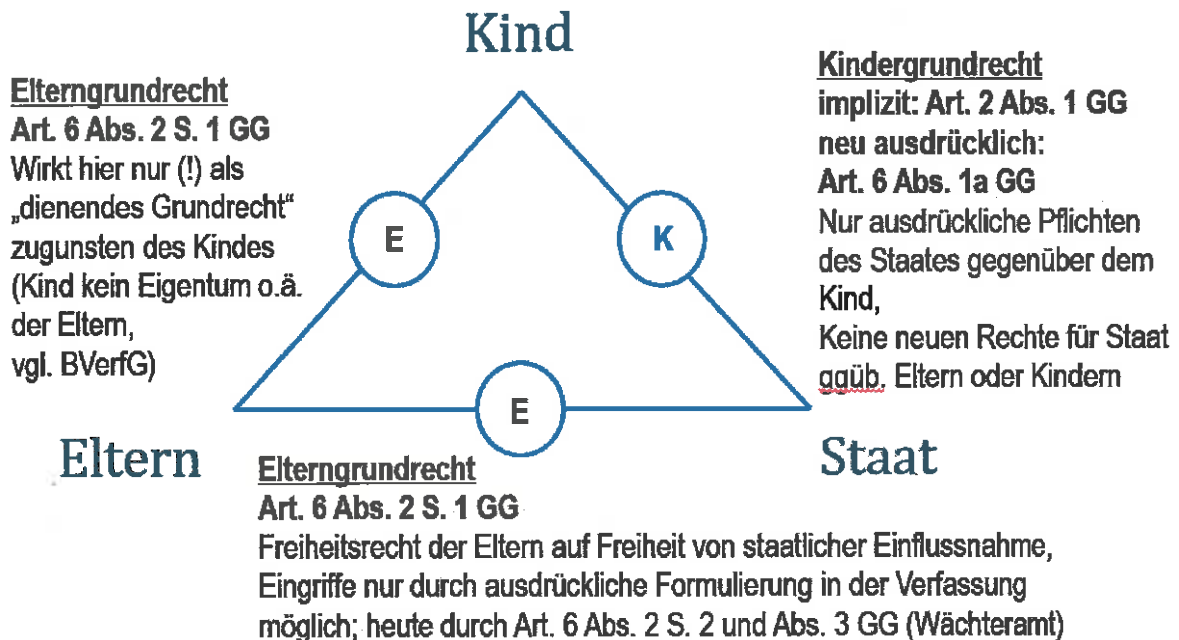 Kind
Elterngrundrecht
Art. 6 Abs. 2 S. 1 GG
Wirkt hier nur (!) als
„dienendes Grundrecht“
zugunsten des Kindes
(Kind kein Eigentum o.ä.
der Eltern,
vgl. BVerfG)
Kindergrundrecht
implizit: Art. 2 Abs. 1 GG
neu ausdrücklich:
Art. 6 Abs. 1a GG
Nur ausdrückliche Pflichten
des Staates gegenüber dem
Kind,
Keine neuen Rechte für Staat
ggüb. Eltern oder Kindern
E
K
E
Eltern
Staat
Elterngrundrecht
Art. 6 Abs. 2 S. 1 GG
Freiheitsrecht der Eltern auf Freiheit von staatlicher Einflussnahme,
Eingriffe nur durch ausdrückliche Formulierung in der Verfassung
möglich; heute durch Art. 6 Abs. 2 S. 2 und Abs. 3 GG (Wächteramt)